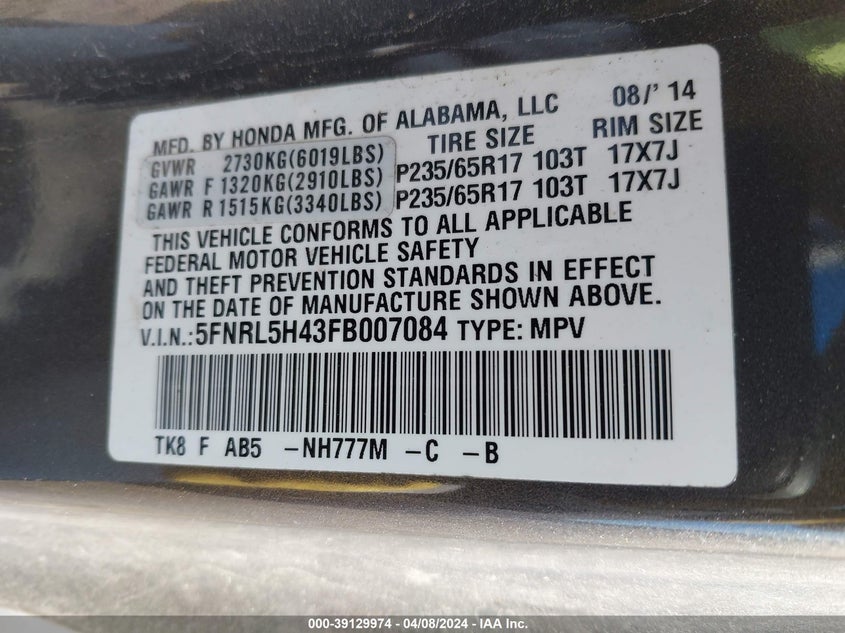 MFD. BY HONDA MFG. OF ALABAMA, LLC 08/'14
TIRE SIZE RIM SIZE
GVWR 2730KG(6019LBS)
GAWR F 1320KG(2910LBS) P235/65R17 103T 17X7J
GAWR R 1515KG(3340LBS) P235/65R17 103T 17X7J
THIS VEHICLE CONFORMS TO ALL APPLICABLE
FEDERAL MOTOR VEHICLE SAFETY
AND THEFT PREVENTION STANDARDS IN EFFECT
ON THE DATE OF MANUFACTURE SHOWN ABOVE.
V.I.N.:5FNRL5H43FB007084 TYPE: MPV
TK8 F AB5 -NH777M -C -B
000-39129974 - 04/08/2024 - IAA Inc.